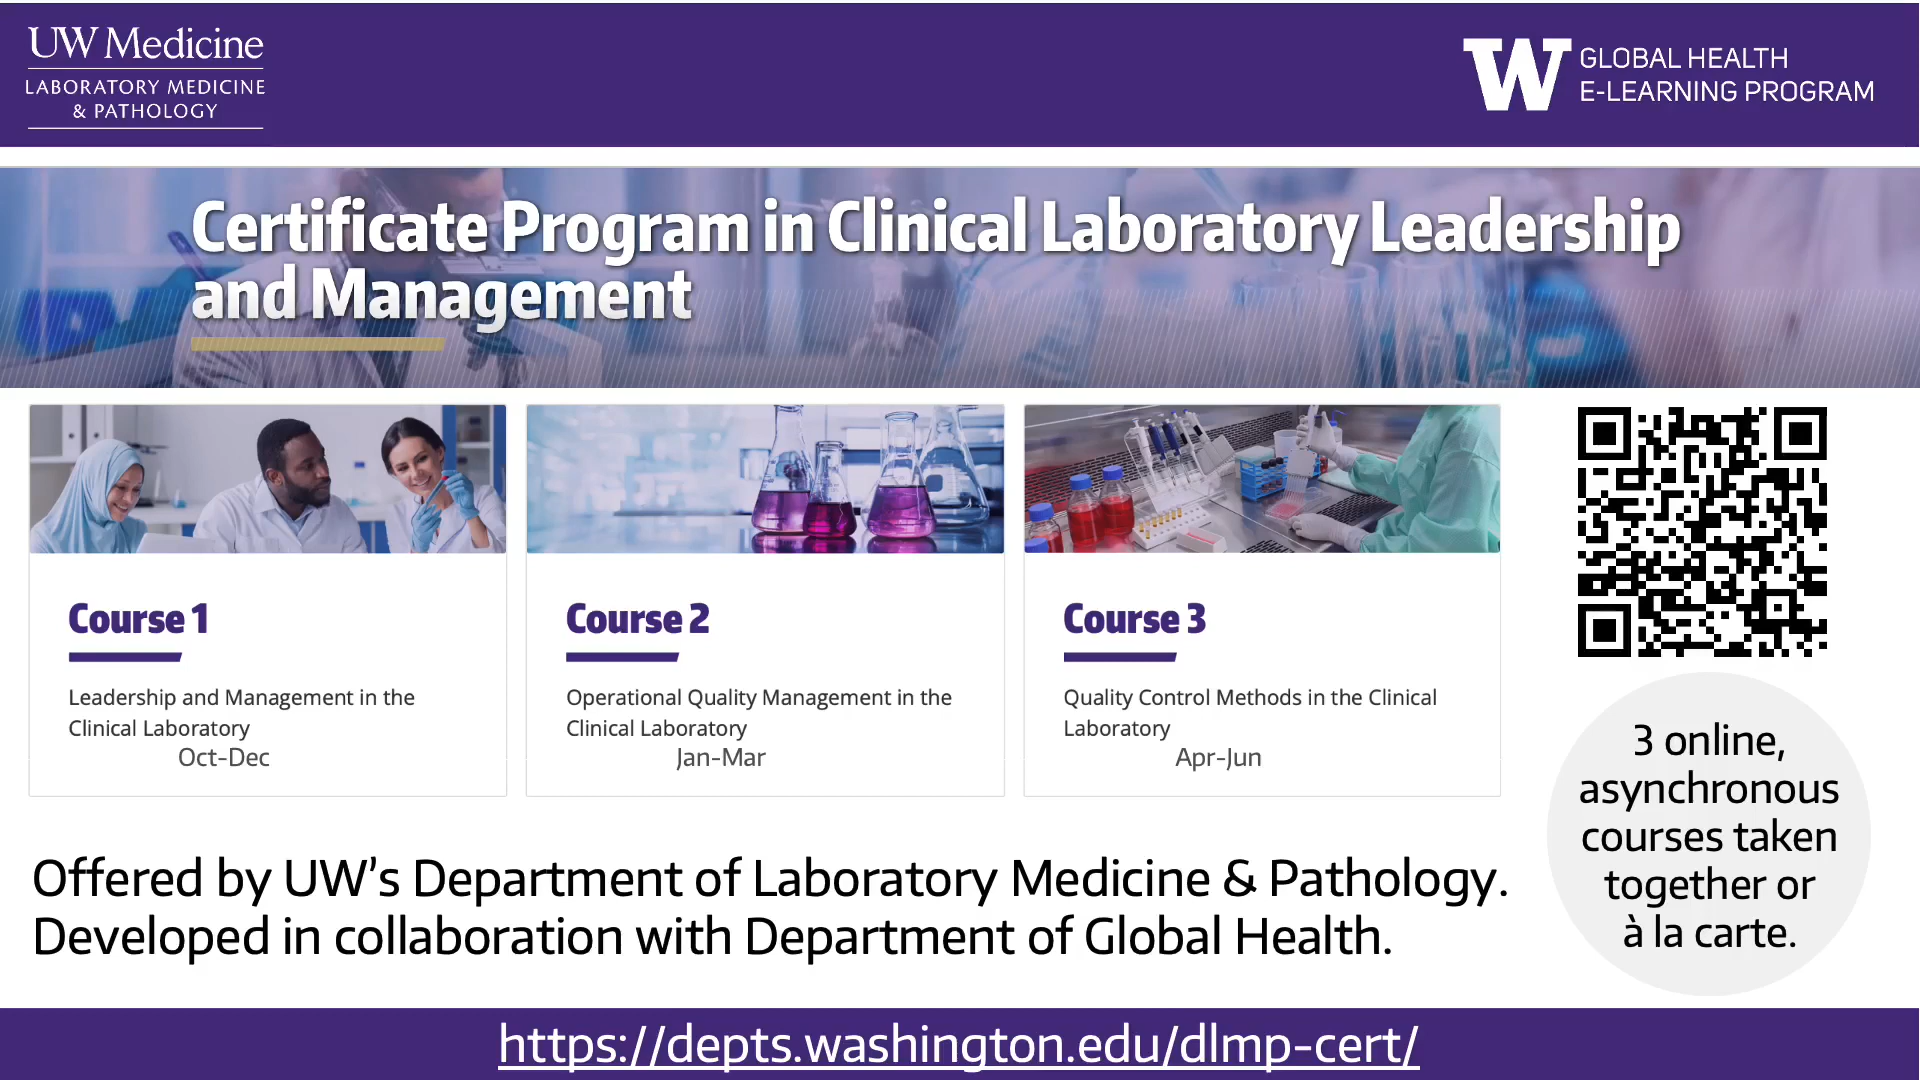 UW Medicine
LABORATORY MEDICINE
& PATHOLOGY
W GLOBAL HEALTH
E-LEARNING PROGRAM
Certificate Program in Clinical Laboratory Leadership
and Management
Course 1
Leadership and Management in the
Clinical Laboratory
Oct-Dec
Course 2
Operational Quality Management in the
Clinical Laboratory
Jan-Mar
Course 3
Quality Control Methods in the Clinical
Laboratory
Apr-Jun
3 online,
asynchronous
courses taken
together or
à la carte.
Offered by UW’s Department of Laboratory Medicine & Pathology.
Developed in collaboration with Department of Global Health.
https://depts.washington.edu/dlmp-cert/